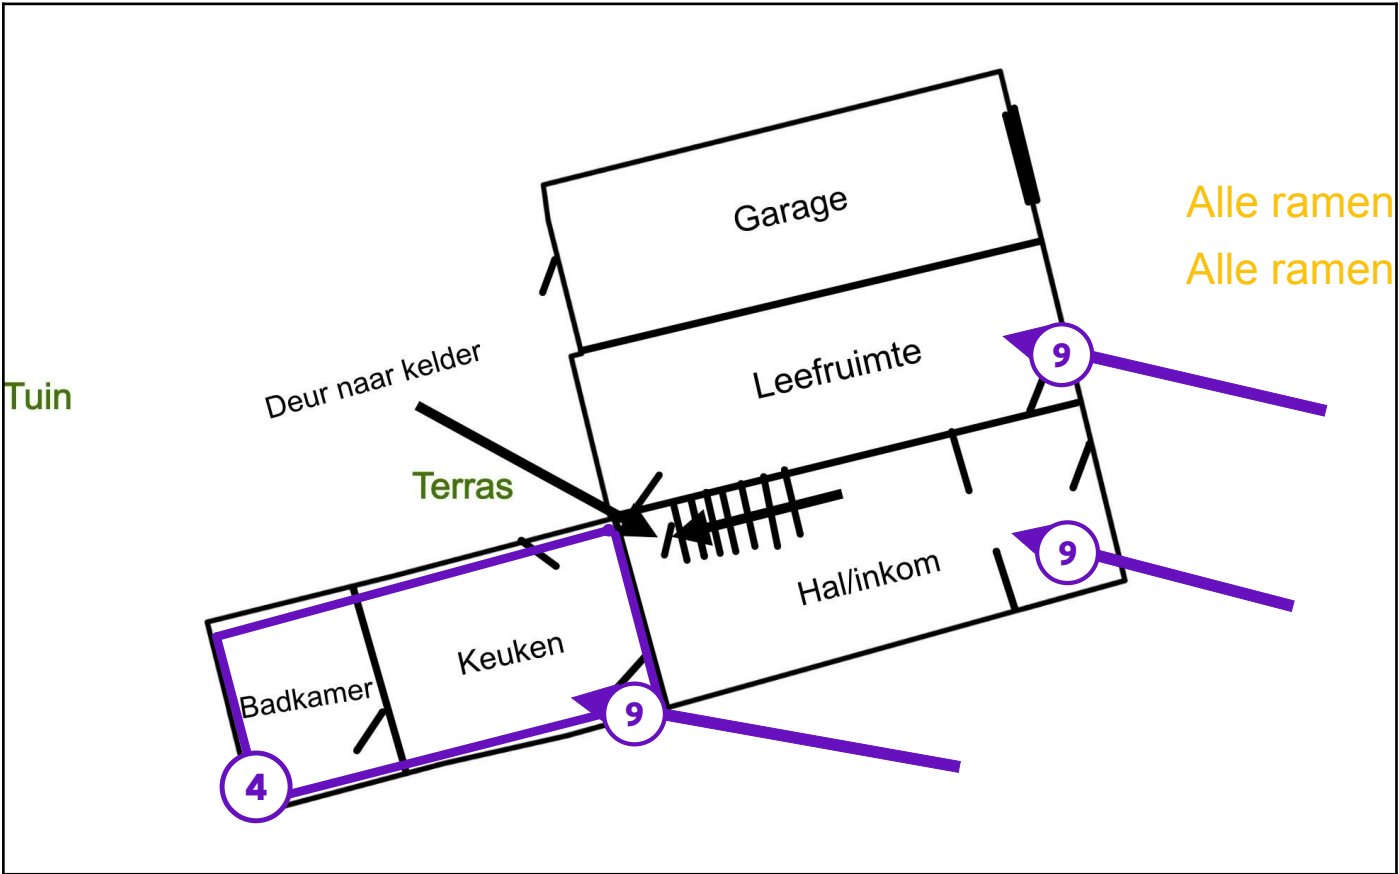 Garage
Alle ramen
Alle ramen
Leefruimte
9
Deur naar kelder
Tuin
Terras
Hal/inkom
9
Keuken
Badkamer
9
4